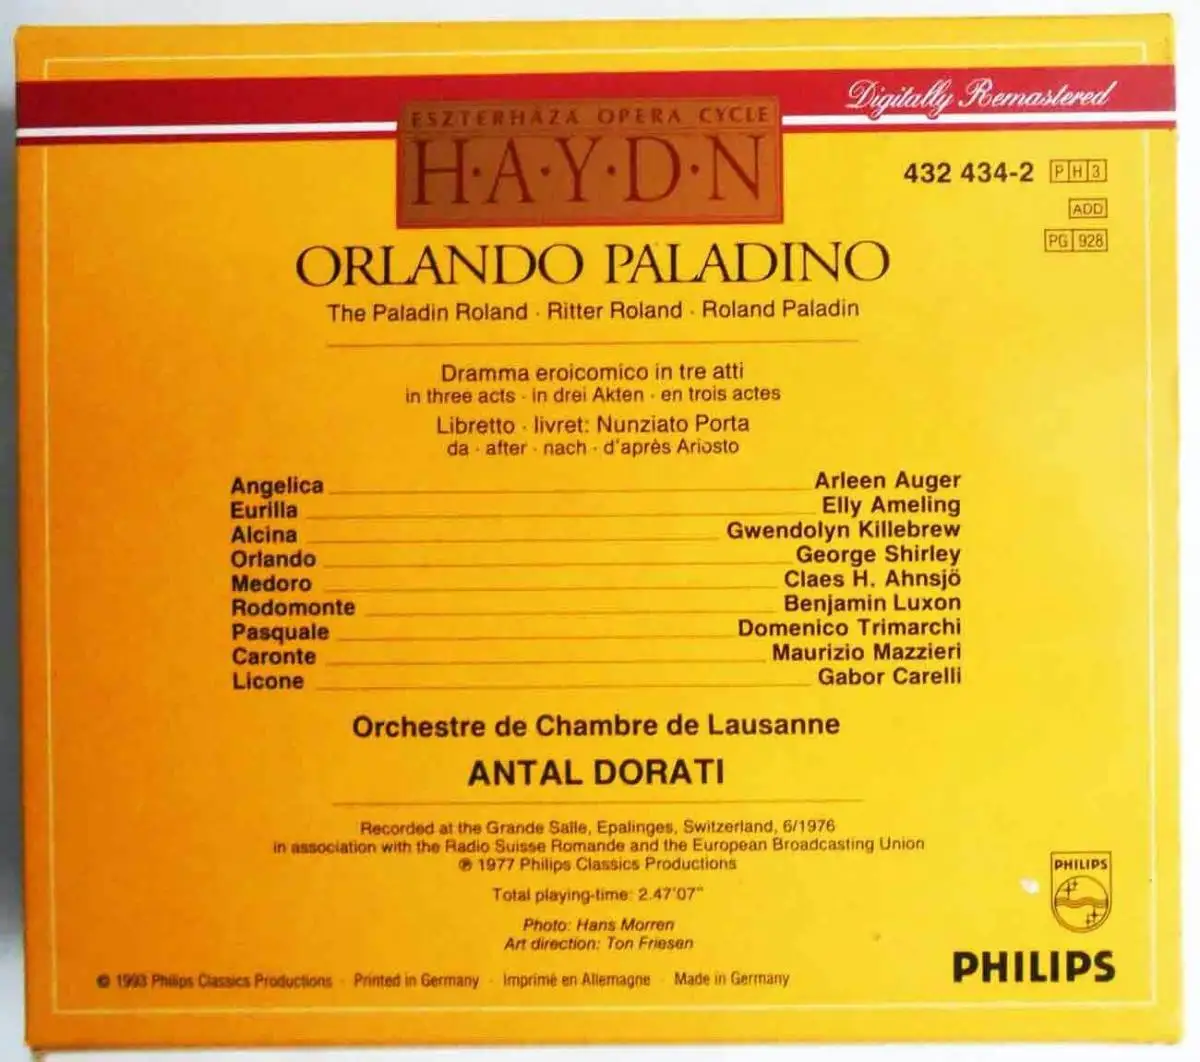 Digitally Remastered
ESZTERHÁZA OPERA CYCLE
H·A·Y·D·N
432 434-2 P H 3
ADD
PG 928
ORLANDO PALADINO
The Paladin Roland · Ritter Roland · Roland Paladin
Dramma eroicomico in tre atti
in three acts · in drei Akten · en trois actes
Libretto · livret: Nunziato Porta
da · after · nach · d'après Ariosto
Angelica Arleen Auger
Eurilla Elly Ameling
Alcina Gwendolyn Killebrew
Orlando George Shirley
Medoro Claes H. Ahnsjö
Rodomonte Benjamin Luxon
Pasquale Domenico Trimarchi
Caronte Maurizio Mazzieri
Licone Gabor Carelli
Orchestre de Chambre de Lausanne
ANTAL DORATI
Recorded at the Grande Salle, Epalinges, Switzerland, 6/1976
in association with the Radio Suisse Romande and the European Broadcasting Union
℗ 1977 Philips Classics Productions
Total playing-time: 2.47'07"
Photo: Hans Morren
Art direction: Ton Friesen
© 1993 Philips Classics Productions · Printed in Germany · Imprimé en Allemagne · Made in Germany
PHILIPS
PHILIPS